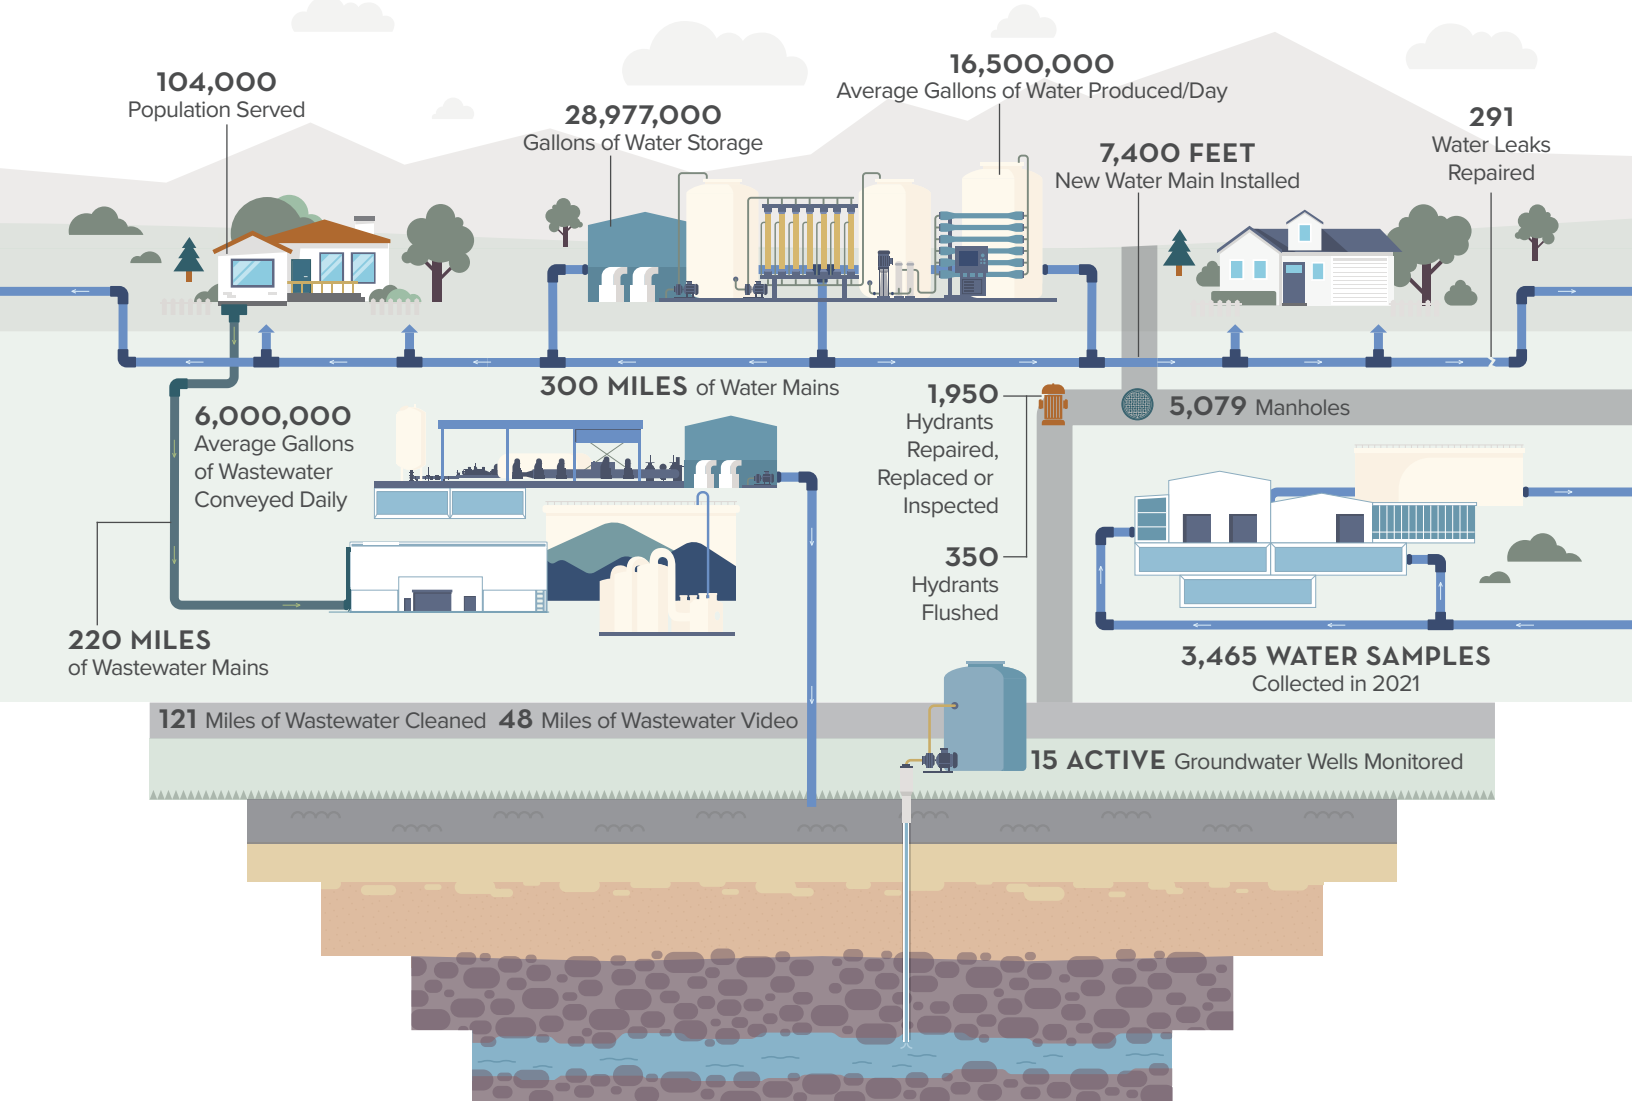 104,000
Population Served
28,977,000
Gallons of Water Storage
16,500,000
Average Gallons of Water Produced/Day
7,400 FEET
New Water Main Installed
291
Water Leaks
Repaired
300 MILES of Water Mains
6,000,000
Average Gallons
of Wastewater
Conveyed Daily
1,950
Hydrants
Repaired,
Replaced or
Inspected
5,079 Manholes
350
Hydrants
Flushed
220 MILES
of Wastewater Mains
3,465 WATER SAMPLES
Collected in 2021
121 Miles of Wastewater Cleaned 48 Miles of Wastewater Video
15 ACTIVE Groundwater Wells Monitored